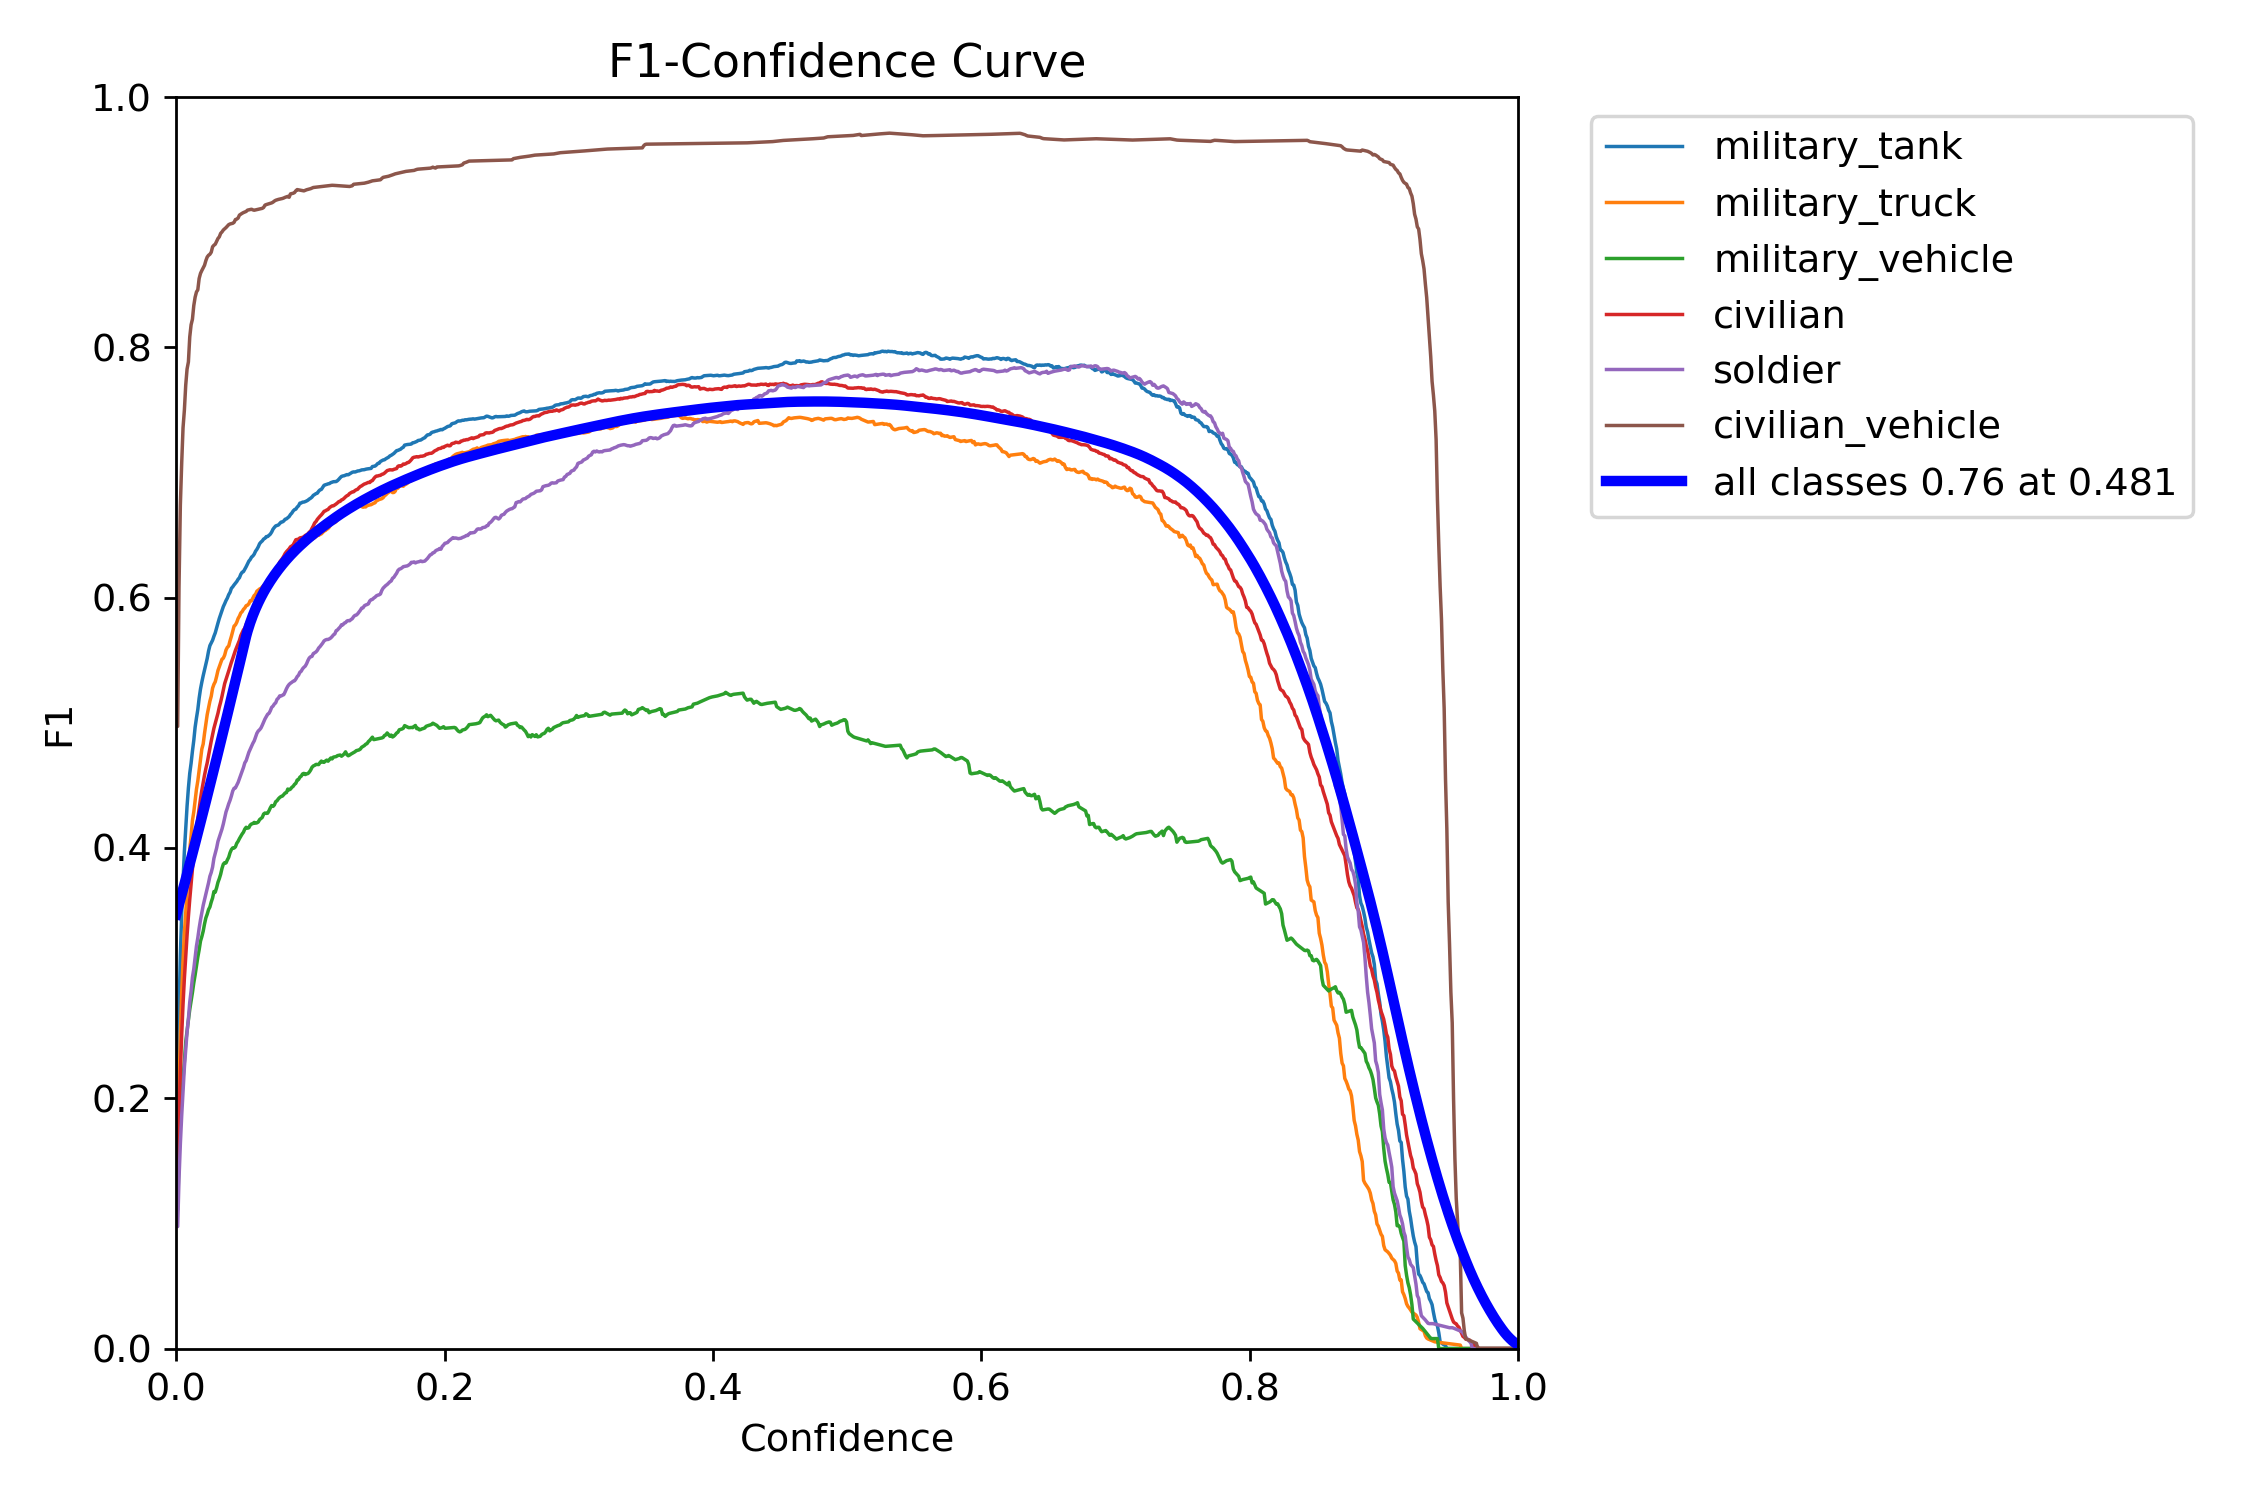 F1-Confidence Curve
1.0
0.8
0.6
0.4
0.2
0.0
F1
0.0 0.2 0.4 0.6 0.8 1.0
Confidence
military_tank
military_truck
military_vehicle
civilian
soldier
civilian_vehicle
all classes 0.76 at 0.481